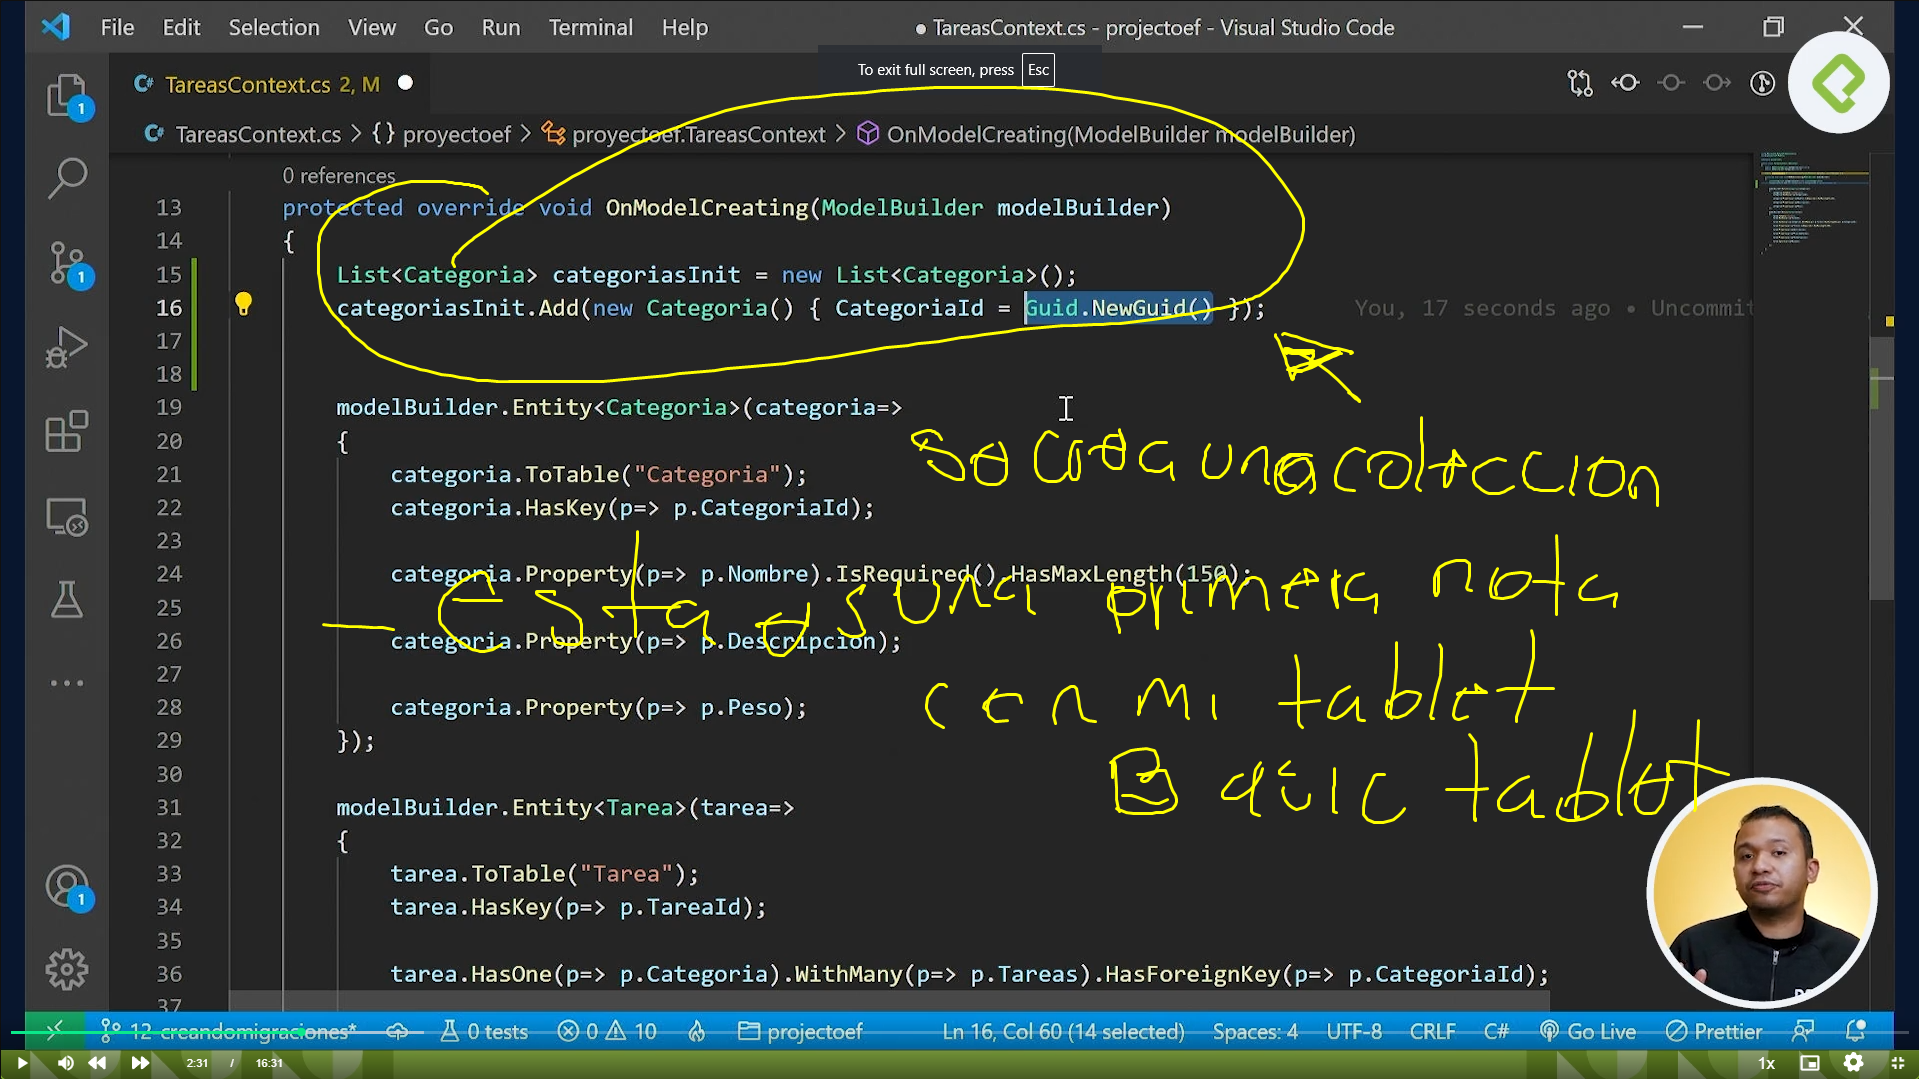 File Edit Selection View Go Run Terminal Help
● TareasContext.cs - projectoef - Visual Studio Code
To exit full screen, press Esc
C# TareasContext.cs 2, M
C# TareasContext.cs > {} proyectoef > proyectoef.TareasContext > OnModelCreating(ModelBuilder modelBuilder)
0 references
13 protected override void OnModelCreating(ModelBuilder modelBuilder)
14 {
15 List<Categoria> categoriasInit = new List<Categoria>();
16 categoriasInit.Add(new Categoria() { CategoriaId = Guid.NewGuid() }); You, 17 seconds ago • Uncommit
17
18
19 modelBuilder.Entity<Categoria>(categoria=>
20 {
se crea una coleccion
21 categoria.ToTable("Categoria");
22 categoria.HasKey(p=> p.CategoriaId);
23
24 categoria.Property(p=> p.Nombre).IsRequired().HasMaxLength(150);
25
— Esta es una primera nota
26 categoria.Property(p=> p.Descripcion);
27
28 categoria.Property(p=> p.Peso);
con mi tablet
29 });
30
tablet
31 modelBuilder.Entity<Tarea>(tarea=>
32 {
33 tarea.ToTable("Tarea");
34 tarea.HasKey(p=> p.TareaId);
35
36 tarea.HasOne(p=> p.Categoria).WithMany(p=> p.Tareas).HasForeignKey(p=> p.CategoriaId);
37
12-creandomigraciones* 0 tests 0 10 projectoef Ln 16, Col 60 (14 selected) Spaces: 4 UTF-8 CRLF C# Go Live Prettier
2:31 / 16:31 1x
1
1
1